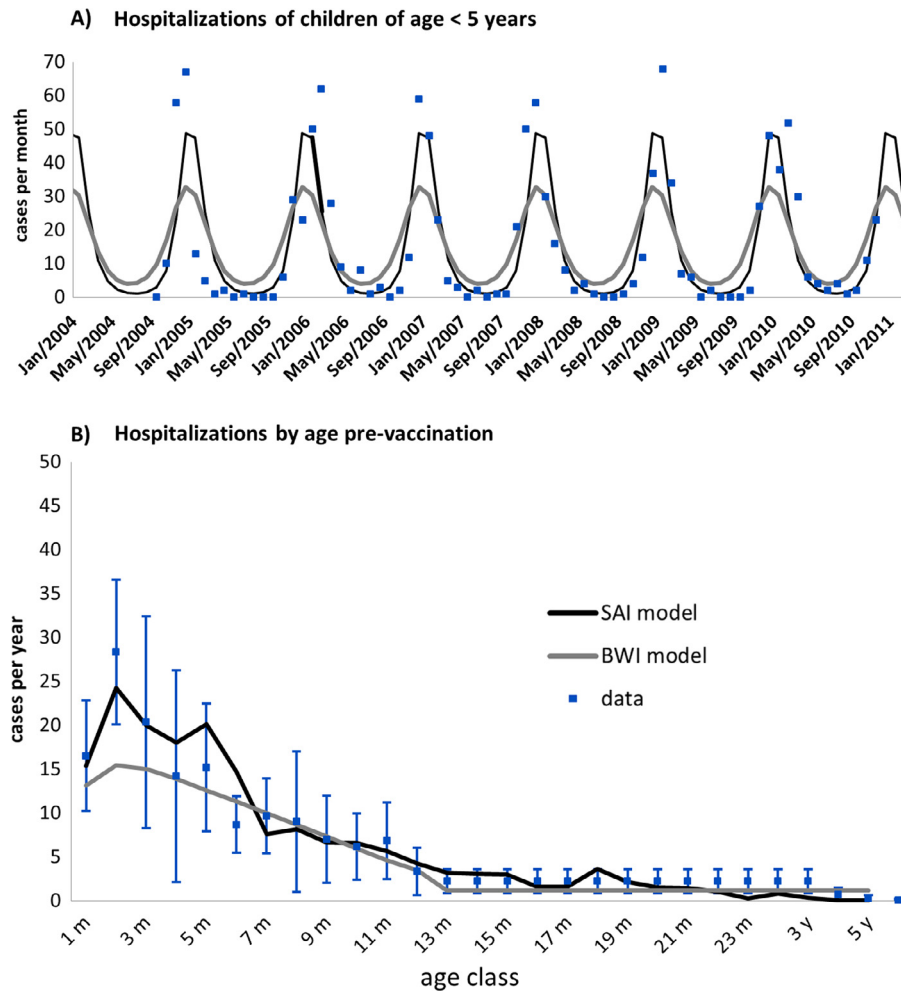 A) Hospitalizations of children of age < 5 years
cases per month
70
60
50
40
30
20
10
0
Jan/2004
May/2004
Sep/2004
Jan/2005
May/2005
Sep/2005
Jan/2006
May/2006
Sep/2006
Jan/2007
May/2007
Sep/2007
Jan/2008
May/2008
Sep/2008
Jan/2009
May/2009
Sep/2009
Jan/2010
May/2010
Sep/2010
Jan/2011
B) Hospitalizations by age pre-vaccination
cases per year
50
45
40
35
30
25
20
15
10
5
0
SAI model
BWI model
data
1 m
3 m
5 m
7 m
9 m
11 m
13 m
15 m
17 m
19 m
21 m
23 m
3 y
5 y
age class